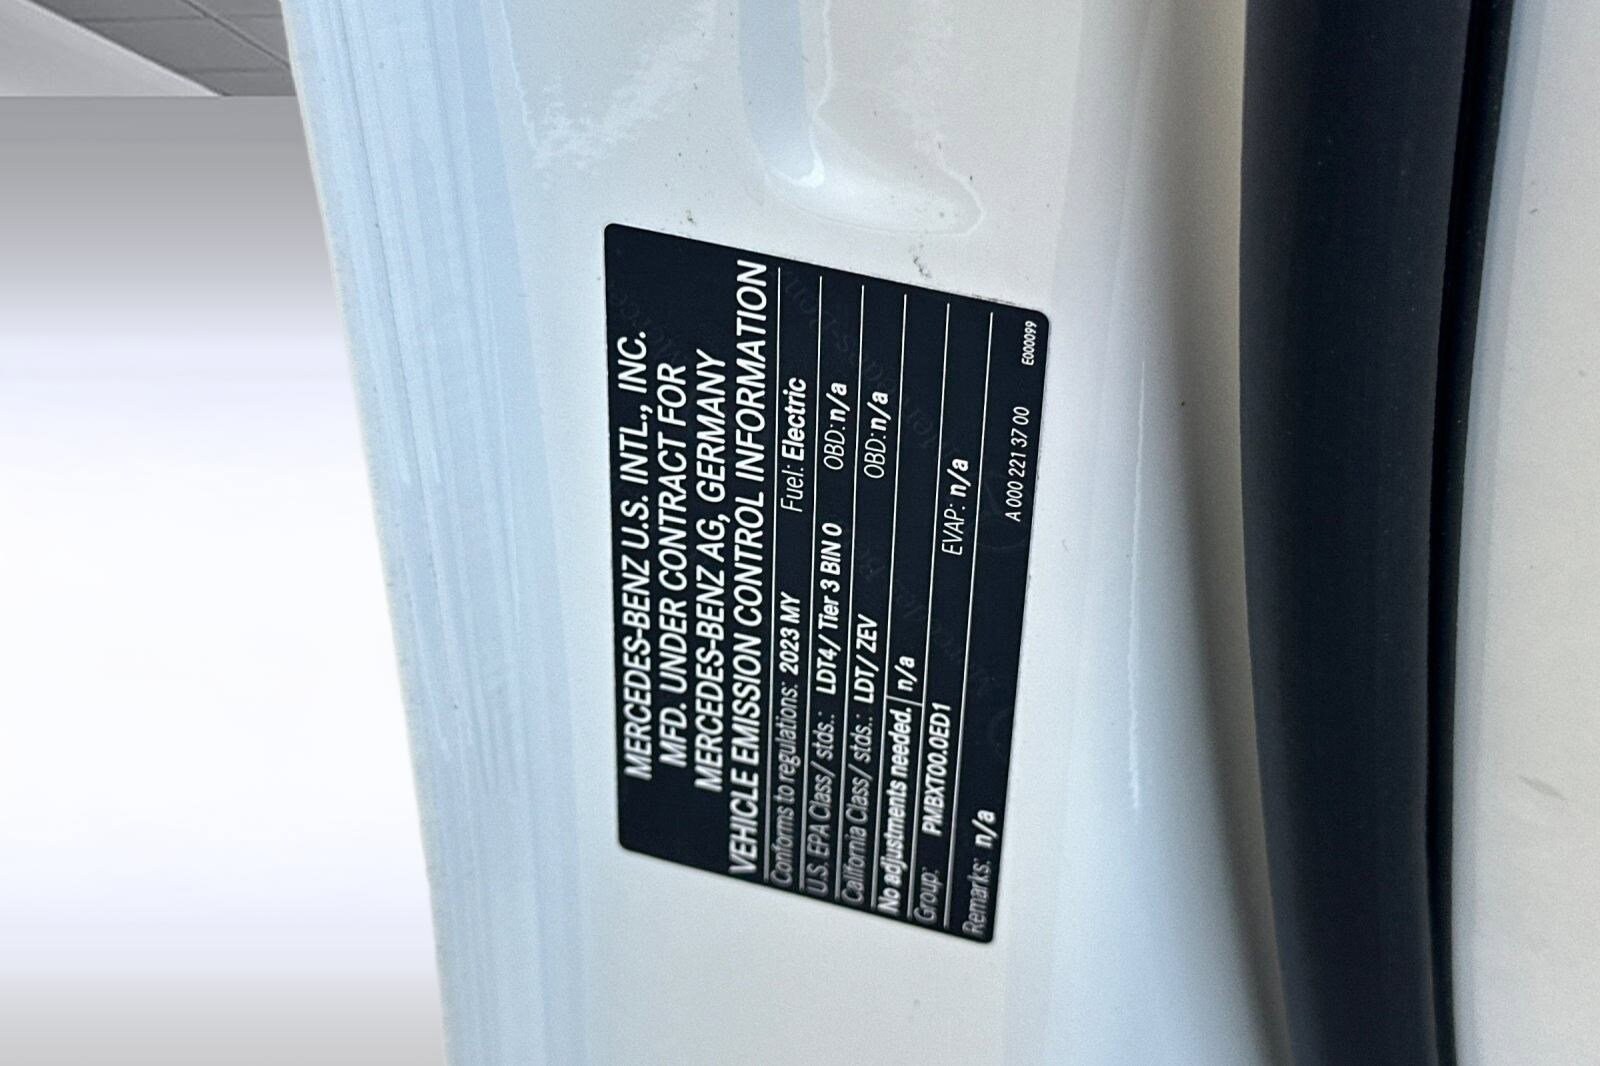 MERCEDES-BENZ U.S. INTL., INC.
MFD. UNDER CONTRACT FOR
MERCEDES-BENZ AG, GERMANY
VEHICLE EMISSION CONTROL INFORMATION
Conforms to regulations: 2023 MY Fuel: Electric
U.S. EPA Class/ stds.: LDT4/ Tier 3 BIN 0 OBD: n/a
California Class/ stds.: LDT/ ZEV OBD: n/a
No adjustments needed. n/a
Group: PMBXT00.0ED1 EVAP: n/a
Remarks: n/a
A 000 221 37 00 E000099